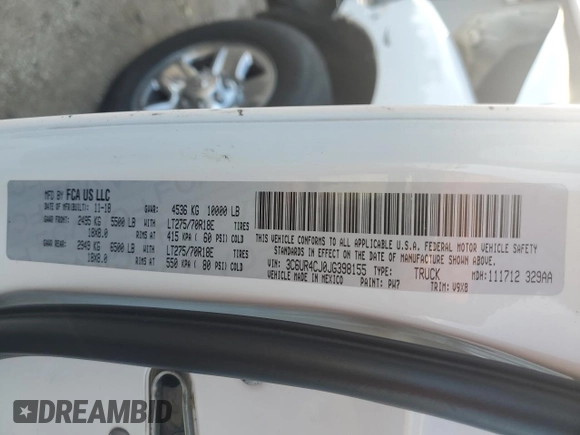 MFD BY FCA US LLC
DATE OF MFR(BUILT): 11-18 GVWR: 4536 KG 10000 LB
GAWR FRONT: 2495 KG 5500 LB WITH LT275/70R18E TIRES
18X8.0 RIMS AT 415 KPA ( 60 PSI) COLD
GAWR REAR: 2949 KG 6500 LB WITH LT275/70R18E TIRES
18X8.0 RIMS AT 550 KPA ( 80 PSI) COLD
THIS VEHICLE CONFORMS TO ALL APPLICABLE U.S.A. FEDERAL MOTOR VEHICLE SAFETY
STANDARDS IN EFFECT ON THE DATE OF MANUFACTURE SHOWN ABOVE.
VIN: 3C6UR4CJ0JG398155 TYPE: TRUCK MDH: 111712 329AA
VEHICLE MADE IN MEXICO PAINT: PW7 TRIM: V9X8
DREAMBID